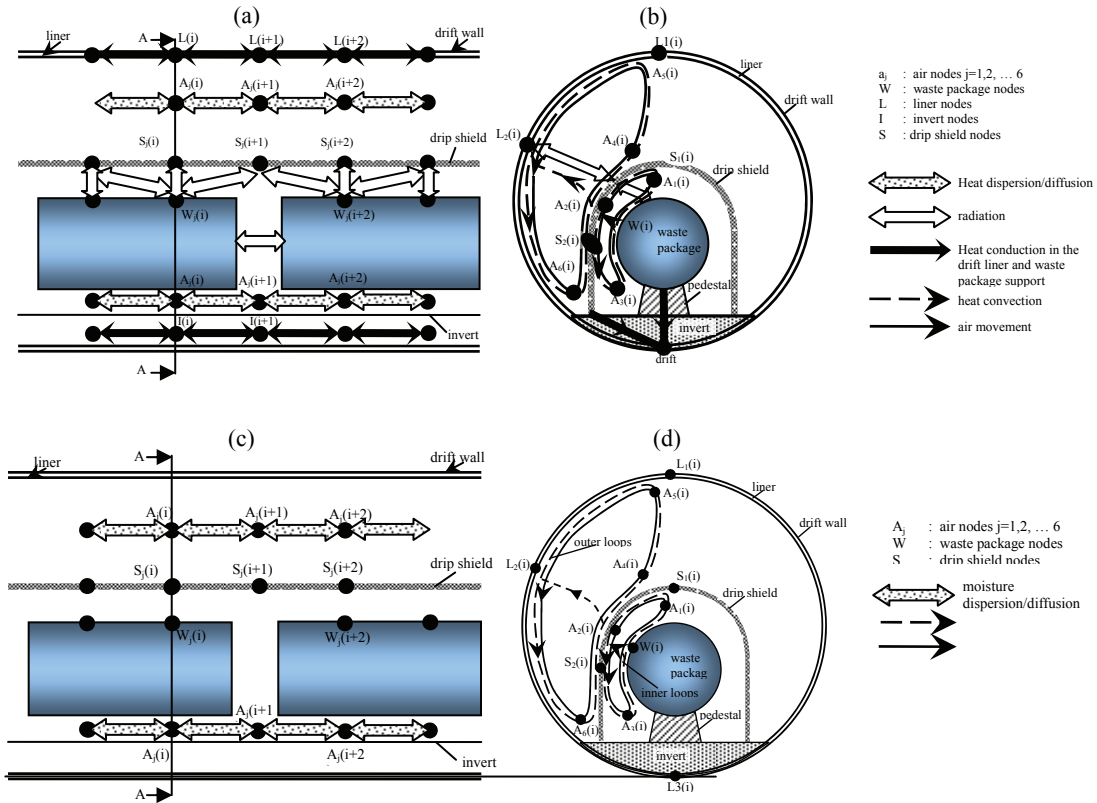 (a)
A
L(i)
L(i+1)
L(i+2)
liner
drift wall
Aj(i)
Aj(i+1)
Aj(i+2)
Sj(i)
Sj(i+1)
Sj(i+2)
drip shield
Wj(i)
Wj(i+2)
Aj(i)
Aj(i+1)
Aj(i+2)
I(i)
I(i+1)
invert
A
(b)
L1(i)
A5(i)
liner
drift wall
L2(i)
A4(i)
S1(i)
drip shield
A1(i)
A2(i)
W(i)
S2(i)
waste
package
A6(i)
A3(i)
pedestal
invert
drift
aj : air nodes j=1,2, … 6
W : waste package nodes
L : liner nodes
I : invert nodes
S : drip shield nodes
Heat dispersion/diffusion
radiation
Heat conduction in the
drift liner and waste
package support
heat convection
air movement
(c)
A
liner
drift wall
Aj(i)
Aj(i+1)
Aj(i+2)
Sj(i)
Sj(i+1)
Sj(i+2)
drip shield
Wj(i)
Wj(i+2)
Aj(i+1
Aj(i)
Aj(i+2
invert
A
(d)
L1(i)
A5(i)
liner
drift wall
outer loops
L2(i)
A4(i)
S1(i)
drip shield
A1(i)
A2(i)
W(i)
S2(i)
waste
packag
inner loops
A6(i)
A3(i)
pedestal
invert
L3(i)
Aj : air nodes j=1,2, … 6
W : waste package nodes
S : drip shield nodes
moisture
dispersion/diffusion